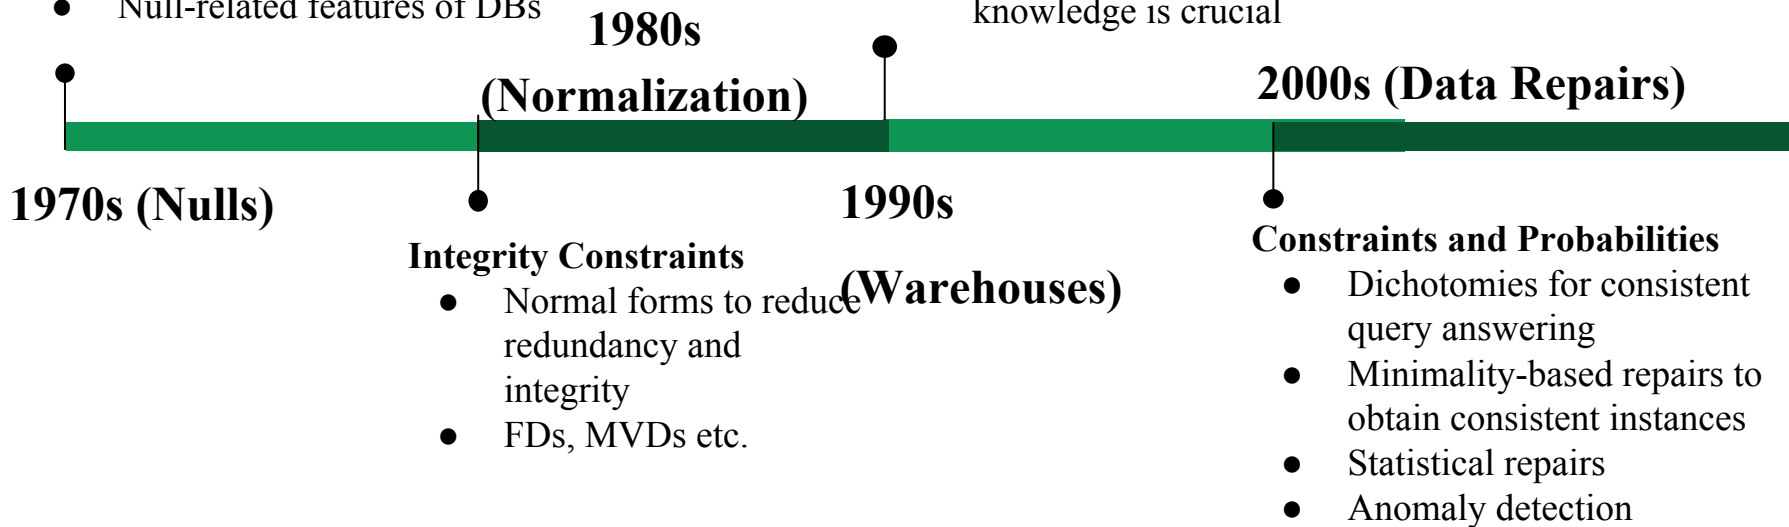 ● Null-related features of DBs
knowledge is crucial
1980s
(Normalization)
2000s (Data Repairs)
1970s (Nulls)
Integrity Constraints
● Normal forms to reduce
redundancy and
integrity
● FDs, MVDs etc.
1990s
(Warehouses)
Constraints and Probabilities
● Dichotomies for consistent
query answering
● Minimality-based repairs to
obtain consistent instances
● Statistical repairs
● Anomaly detection